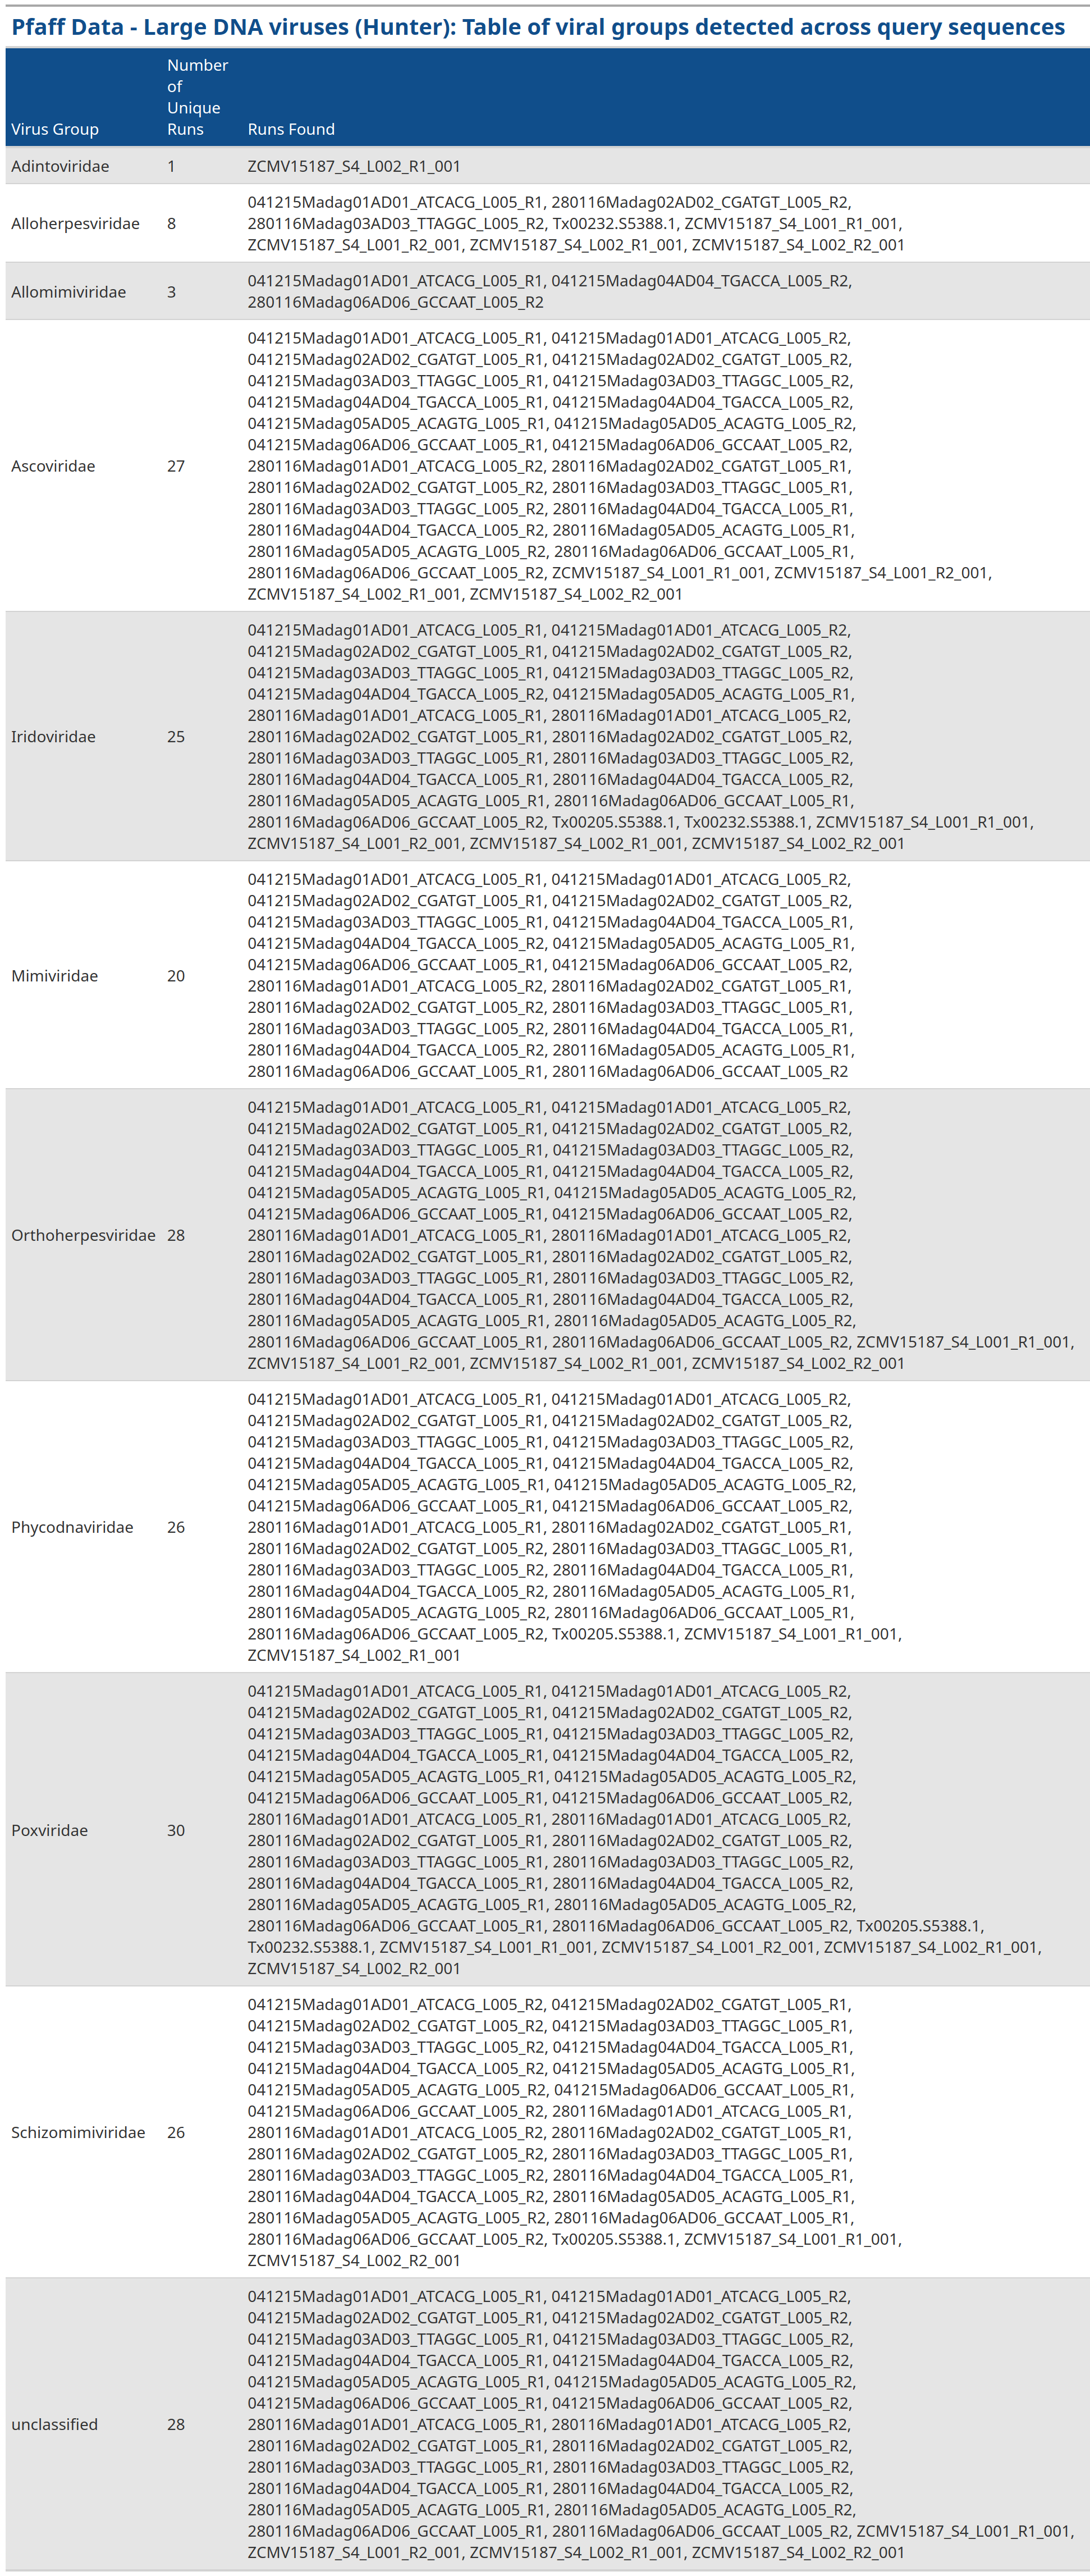 Pfaff Data - Large DNA viruses (Hunter): Table of viral groups detected across query sequences
Virus Group
Number
of
Unique
Runs
Runs Found
Adintoviridae
1
ZCMV15187_S4_L002_R1_001
Alloherpesviridae
8
041215Madag01AD01_ATCACG_L005_R1, 280116Madag02AD02_CGATGT_L005_R2,
280116Madag03AD03_TTAGGC_L005_R2, Tx00232.S5388.1, ZCMV15187_S4_L001_R1_001,
ZCMV15187_S4_L001_R2_001, ZCMV15187_S4_L002_R1_001, ZCMV15187_S4_L002_R2_001
Allomimiviridae
3
041215Madag01AD01_ATCACG_L005_R1, 041215Madag04AD04_TGACCA_L005_R2,
280116Madag06AD06_GCCAAT_L005_R2
Ascoviridae
27
041215Madag01AD01_ATCACG_L005_R1, 041215Madag01AD01_ATCACG_L005_R2,
041215Madag02AD02_CGATGT_L005_R1, 041215Madag02AD02_CGATGT_L005_R2,
041215Madag03AD03_TTAGGC_L005_R1, 041215Madag03AD03_TTAGGC_L005_R2,
041215Madag04AD04_TGACCA_L005_R1, 041215Madag04AD04_TGACCA_L005_R2,
041215Madag05AD05_ACAGTG_L005_R1, 041215Madag05AD05_ACAGTG_L005_R2,
041215Madag06AD06_GCCAAT_L005_R1, 041215Madag06AD06_GCCAAT_L005_R2,
280116Madag01AD01_ATCACG_L005_R2, 280116Madag02AD02_CGATGT_L005_R1,
280116Madag02AD02_CGATGT_L005_R2, 280116Madag03AD03_TTAGGC_L005_R1,
280116Madag03AD03_TTAGGC_L005_R2, 280116Madag04AD04_TGACCA_L005_R1,
280116Madag04AD04_TGACCA_L005_R2, 280116Madag05AD05_ACAGTG_L005_R1,
280116Madag05AD05_ACAGTG_L005_R2, 280116Madag06AD06_GCCAAT_L005_R1,
280116Madag06AD06_GCCAAT_L005_R2, ZCMV15187_S4_L001_R1_001, ZCMV15187_S4_L001_R2_001,
ZCMV15187_S4_L002_R1_001, ZCMV15187_S4_L002_R2_001
Iridoviridae
25
041215Madag01AD01_ATCACG_L005_R1, 041215Madag01AD01_ATCACG_L005_R2,
041215Madag02AD02_CGATGT_L005_R1, 041215Madag02AD02_CGATGT_L005_R2,
041215Madag03AD03_TTAGGC_L005_R1, 041215Madag03AD03_TTAGGC_L005_R2,
041215Madag04AD04_TGACCA_L005_R2, 041215Madag05AD05_ACAGTG_L005_R1,
280116Madag01AD01_ATCACG_L005_R1, 280116Madag01AD01_ATCACG_L005_R2,
280116Madag02AD02_CGATGT_L005_R1, 280116Madag02AD02_CGATGT_L005_R2,
280116Madag03AD03_TTAGGC_L005_R1, 280116Madag03AD03_TTAGGC_L005_R2,
280116Madag04AD04_TGACCA_L005_R1, 280116Madag04AD04_TGACCA_L005_R2,
280116Madag05AD05_ACAGTG_L005_R1, 280116Madag06AD06_GCCAAT_L005_R1,
280116Madag06AD06_GCCAAT_L005_R2, Tx00205.S5388.1, Tx00232.S5388.1, ZCMV15187_S4_L001_R1_001,
ZCMV15187_S4_L001_R2_001, ZCMV15187_S4_L002_R1_001, ZCMV15187_S4_L002_R2_001
Mimiviridae
20
041215Madag01AD01_ATCACG_L005_R1, 041215Madag01AD01_ATCACG_L005_R2,
041215Madag02AD02_CGATGT_L005_R1, 041215Madag02AD02_CGATGT_L005_R2,
041215Madag03AD03_TTAGGC_L005_R1, 041215Madag04AD04_TGACCA_L005_R1,
041215Madag04AD04_TGACCA_L005_R2, 041215Madag05AD05_ACAGTG_L005_R1,
041215Madag06AD06_GCCAAT_L005_R1, 041215Madag06AD06_GCCAAT_L005_R2,
280116Madag01AD01_ATCACG_L005_R2, 280116Madag02AD02_CGATGT_L005_R1,
280116Madag02AD02_CGATGT_L005_R2, 280116Madag03AD03_TTAGGC_L005_R1,
280116Madag03AD03_TTAGGC_L005_R2, 280116Madag04AD04_TGACCA_L005_R1,
280116Madag04AD04_TGACCA_L005_R2, 280116Madag05AD05_ACAGTG_L005_R1,
280116Madag06AD06_GCCAAT_L005_R1, 280116Madag06AD06_GCCAAT_L005_R2
Orthoherpesviridae
28
041215Madag01AD01_ATCACG_L005_R1, 041215Madag01AD01_ATCACG_L005_R2,
041215Madag02AD02_CGATGT_L005_R1, 041215Madag02AD02_CGATGT_L005_R2,
041215Madag03AD03_TTAGGC_L005_R1, 041215Madag03AD03_TTAGGC_L005_R2,
041215Madag04AD04_TGACCA_L005_R1, 041215Madag04AD04_TGACCA_L005_R2,
041215Madag05AD05_ACAGTG_L005_R1, 041215Madag05AD05_ACAGTG_L005_R2,
041215Madag06AD06_GCCAAT_L005_R1, 041215Madag06AD06_GCCAAT_L005_R2,
280116Madag01AD01_ATCACG_L005_R1, 280116Madag01AD01_ATCACG_L005_R2,
280116Madag02AD02_CGATGT_L005_R1, 280116Madag02AD02_CGATGT_L005_R2,
280116Madag03AD03_TTAGGC_L005_R1, 280116Madag03AD03_TTAGGC_L005_R2,
280116Madag04AD04_TGACCA_L005_R1, 280116Madag04AD04_TGACCA_L005_R2,
280116Madag05AD05_ACAGTG_L005_R1, 280116Madag05AD05_ACAGTG_L005_R2,
280116Madag06AD06_GCCAAT_L005_R1, 280116Madag06AD06_GCCAAT_L005_R2, ZCMV15187_S4_L001_R1_001,
ZCMV15187_S4_L001_R2_001, ZCMV15187_S4_L002_R1_001, ZCMV15187_S4_L002_R2_001
Phycodnaviridae
26
041215Madag01AD01_ATCACG_L005_R1, 041215Madag01AD01_ATCACG_L005_R2,
041215Madag02AD02_CGATGT_L005_R1, 041215Madag02AD02_CGATGT_L005_R2,
041215Madag03AD03_TTAGGC_L005_R1, 041215Madag03AD03_TTAGGC_L005_R2,
041215Madag04AD04_TGACCA_L005_R1, 041215Madag04AD04_TGACCA_L005_R2,
041215Madag05AD05_ACAGTG_L005_R1, 041215Madag05AD05_ACAGTG_L005_R2,
041215Madag06AD06_GCCAAT_L005_R1, 041215Madag06AD06_GCCAAT_L005_R2,
280116Madag01AD01_ATCACG_L005_R1, 280116Madag02AD02_CGATGT_L005_R1,
280116Madag02AD02_CGATGT_L005_R2, 280116Madag03AD03_TTAGGC_L005_R1,
280116Madag03AD03_TTAGGC_L005_R2, 280116Madag04AD04_TGACCA_L005_R1,
280116Madag04AD04_TGACCA_L005_R2, 280116Madag05AD05_ACAGTG_L005_R1,
280116Madag05AD05_ACAGTG_L005_R2, 280116Madag06AD06_GCCAAT_L005_R1,
280116Madag06AD06_GCCAAT_L005_R2, Tx00205.S5388.1, ZCMV15187_S4_L001_R1_001,
ZCMV15187_S4_L002_R1_001
Poxviridae
30
041215Madag01AD01_ATCACG_L005_R1, 041215Madag01AD01_ATCACG_L005_R2,
041215Madag02AD02_CGATGT_L005_R1, 041215Madag02AD02_CGATGT_L005_R2,
041215Madag03AD03_TTAGGC_L005_R1, 041215Madag03AD03_TTAGGC_L005_R2,
041215Madag04AD04_TGACCA_L005_R1, 041215Madag04AD04_TGACCA_L005_R2,
041215Madag05AD05_ACAGTG_L005_R1, 041215Madag05AD05_ACAGTG_L005_R2,
041215Madag06AD06_GCCAAT_L005_R1, 041215Madag06AD06_GCCAAT_L005_R2,
280116Madag01AD01_ATCACG_L005_R1, 280116Madag01AD01_ATCACG_L005_R2,
280116Madag02AD02_CGATGT_L005_R1, 280116Madag02AD02_CGATGT_L005_R2,
280116Madag03AD03_TTAGGC_L005_R1, 280116Madag03AD03_TTAGGC_L005_R2,
280116Madag04AD04_TGACCA_L005_R1, 280116Madag04AD04_TGACCA_L005_R2,
280116Madag05AD05_ACAGTG_L005_R1, 280116Madag05AD05_ACAGTG_L005_R2,
280116Madag06AD06_GCCAAT_L005_R1, 280116Madag06AD06_GCCAAT_L005_R2, Tx00205.S5388.1,
Tx00232.S5388.1, ZCMV15187_S4_L001_R1_001, ZCMV15187_S4_L001_R2_001, ZCMV15187_S4_L002_R1_001,
ZCMV15187_S4_L002_R2_001
Schizomimiviridae
26
041215Madag01AD01_ATCACG_L005_R2, 041215Madag02AD02_CGATGT_L005_R1,
041215Madag02AD02_CGATGT_L005_R2, 041215Madag03AD03_TTAGGC_L005_R1,
041215Madag03AD03_TTAGGC_L005_R2, 041215Madag04AD04_TGACCA_L005_R1,
041215Madag04AD04_TGACCA_L005_R2, 041215Madag05AD05_ACAGTG_L005_R1,
041215Madag05AD05_ACAGTG_L005_R2, 041215Madag06AD06_GCCAAT_L005_R1,
041215Madag06AD06_GCCAAT_L005_R2, 280116Madag01AD01_ATCACG_L005_R1,
280116Madag01AD01_ATCACG_L005_R2, 280116Madag02AD02_CGATGT_L005_R1,
280116Madag02AD02_CGATGT_L005_R2, 280116Madag03AD03_TTAGGC_L005_R1,
280116Madag03AD03_TTAGGC_L005_R2, 280116Madag04AD04_TGACCA_L005_R1,
280116Madag04AD04_TGACCA_L005_R2, 280116Madag05AD05_ACAGTG_L005_R1,
280116Madag05AD05_ACAGTG_L005_R2, 280116Madag06AD06_GCCAAT_L005_R1,
280116Madag06AD06_GCCAAT_L005_R2, Tx00205.S5388.1, ZCMV15187_S4_L001_R1_001,
ZCMV15187_S4_L002_R2_001
unclassified
28
041215Madag01AD01_ATCACG_L005_R1, 041215Madag01AD01_ATCACG_L005_R2,
041215Madag02AD02_CGATGT_L005_R1, 041215Madag02AD02_CGATGT_L005_R2,
041215Madag03AD03_TTAGGC_L005_R1, 041215Madag03AD03_TTAGGC_L005_R2,
041215Madag04AD04_TGACCA_L005_R1, 041215Madag04AD04_TGACCA_L005_R2,
041215Madag05AD05_ACAGTG_L005_R1, 041215Madag05AD05_ACAGTG_L005_R2,
041215Madag06AD06_GCCAAT_L005_R1, 041215Madag06AD06_GCCAAT_L005_R2,
280116Madag01AD01_ATCACG_L005_R1, 280116Madag01AD01_ATCACG_L005_R2,
280116Madag02AD02_CGATGT_L005_R1, 280116Madag02AD02_CGATGT_L005_R2,
280116Madag03AD03_TTAGGC_L005_R1, 280116Madag03AD03_TTAGGC_L005_R2,
280116Madag04AD04_TGACCA_L005_R1, 280116Madag04AD04_TGACCA_L005_R2,
280116Madag05AD05_ACAGTG_L005_R1, 280116Madag05AD05_ACAGTG_L005_R2,
280116Madag06AD06_GCCAAT_L005_R1, 280116Madag06AD06_GCCAAT_L005_R2, ZCMV15187_S4_L001_R1_001,
ZCMV15187_S4_L001_R2_001, ZCMV15187_S4_L002_R1_001, ZCMV15187_S4_L002_R2_001